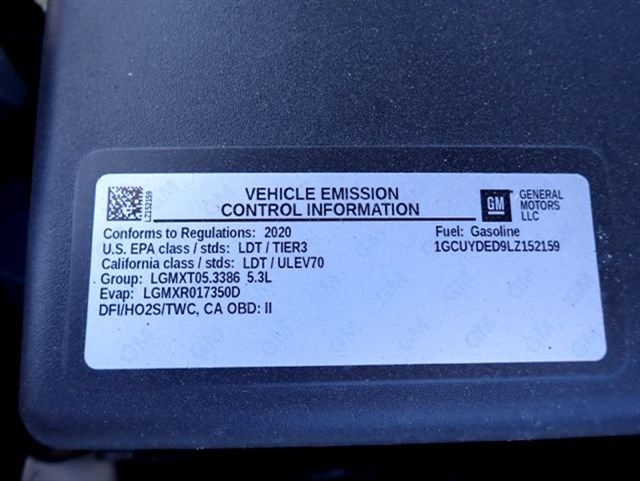 VEHICLE EMISSION
CONTROL INFORMATION
LZ152159
GM
GENERAL
MOTORS
LLC
Conforms to Regulations: 2020
U.S. EPA class / stds: LDT / TIER3
California class / stds: LDT / ULEV70
Group: LGMXT05.3386 5.3L
Evap: LGMXR017350D
DFI/HO2S/TWC, CA OBD: II
Fuel: Gasoline
1GCUYDED9LZ152159